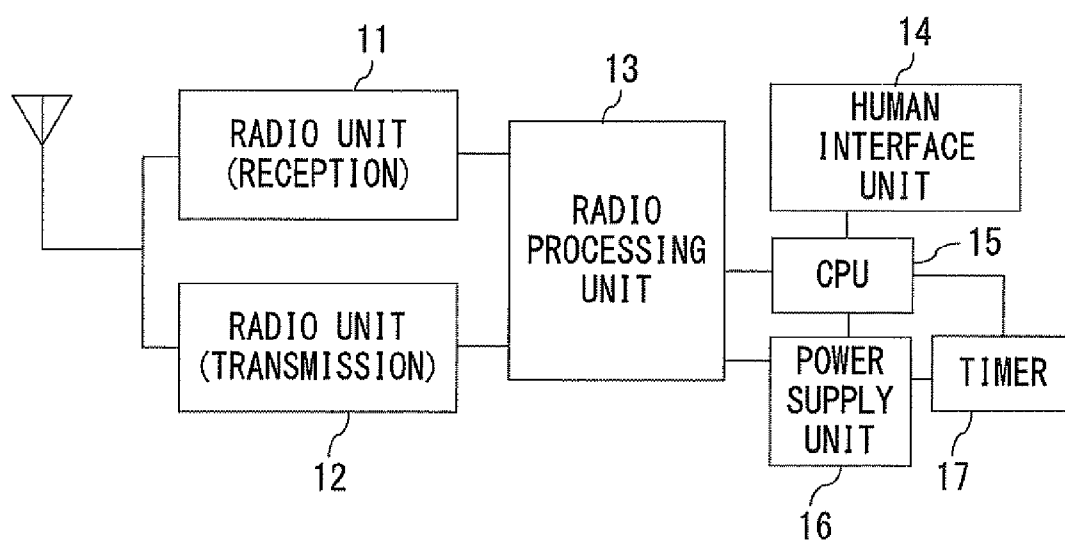 11
RADIO UNIT
(RECEPTION)
13
RADIO
PROCESSING
UNIT
14
HUMAN
INTERFACE
UNIT
15
CPU
RADIO UNIT
(TRANSMISSION)
12
POWER
SUPPLY
UNIT
16
TIMER
17